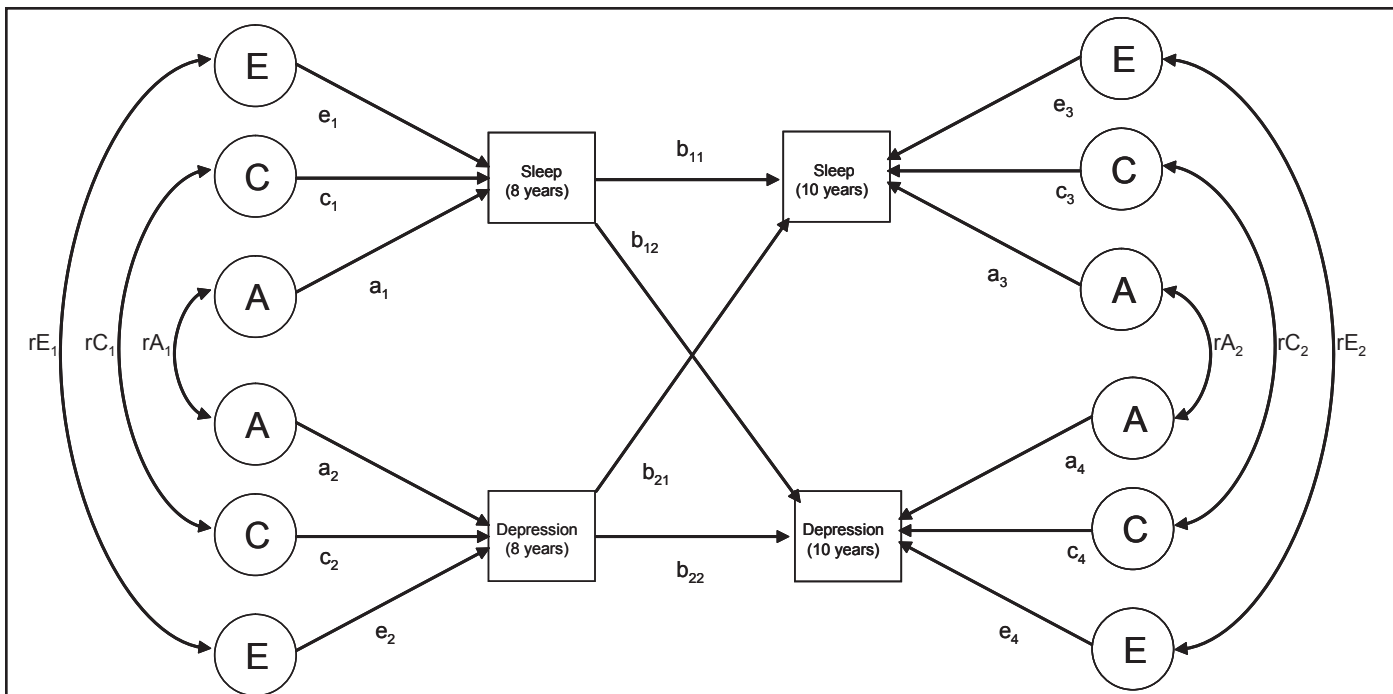 E
E
e₁
e₃
C
Sleep
(8 years)
b₁₁
Sleep
(10 years)
C
c₁
c₃
b₁₂
A
a₁
a₃
A
rE₁
rC₁
rA₁
rA₂
rC₂
rE₂
A
A
a₂
b₂₁
a₄
C
Depression
(8 years)
Depression
(10 years)
C
c₂
b₂₂
c₄
E
e₂
e₄
E